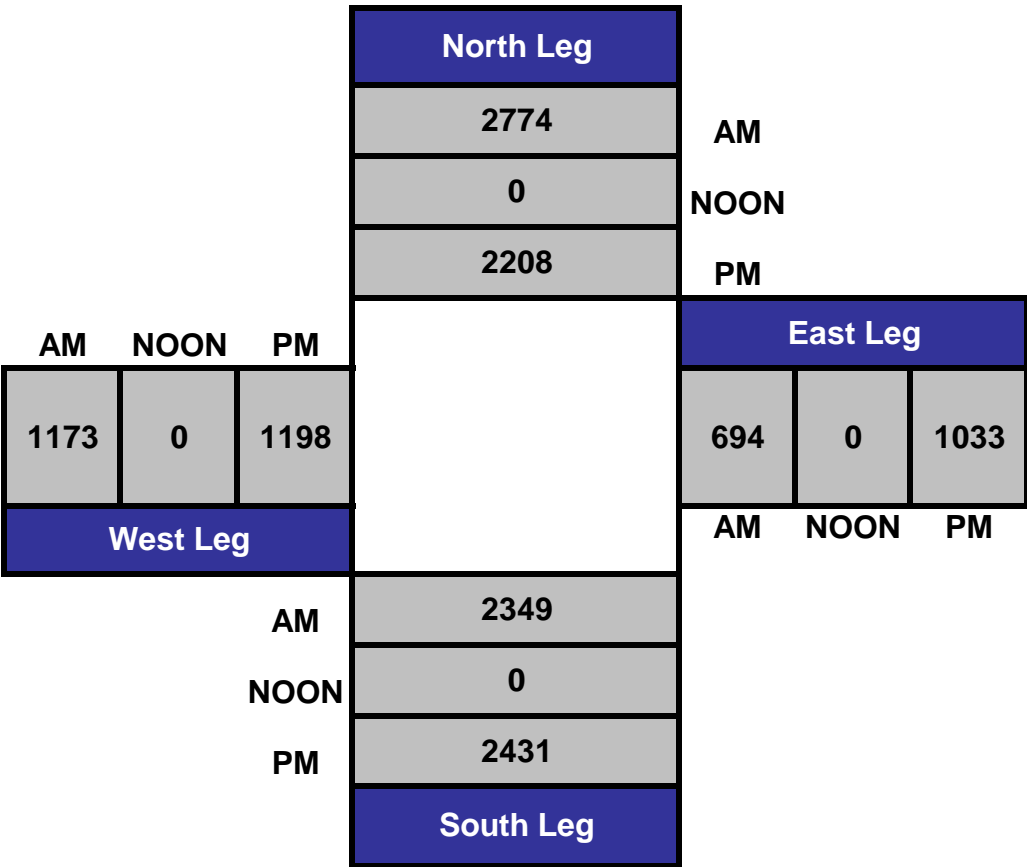 North Leg
2774 AM
0 NOON
2208 PM
East Leg
AM NOON PM
1173 0 1198
694 0 1033
West Leg
AM NOON PM
AM 2349
NOON 0
PM 2431
South Leg